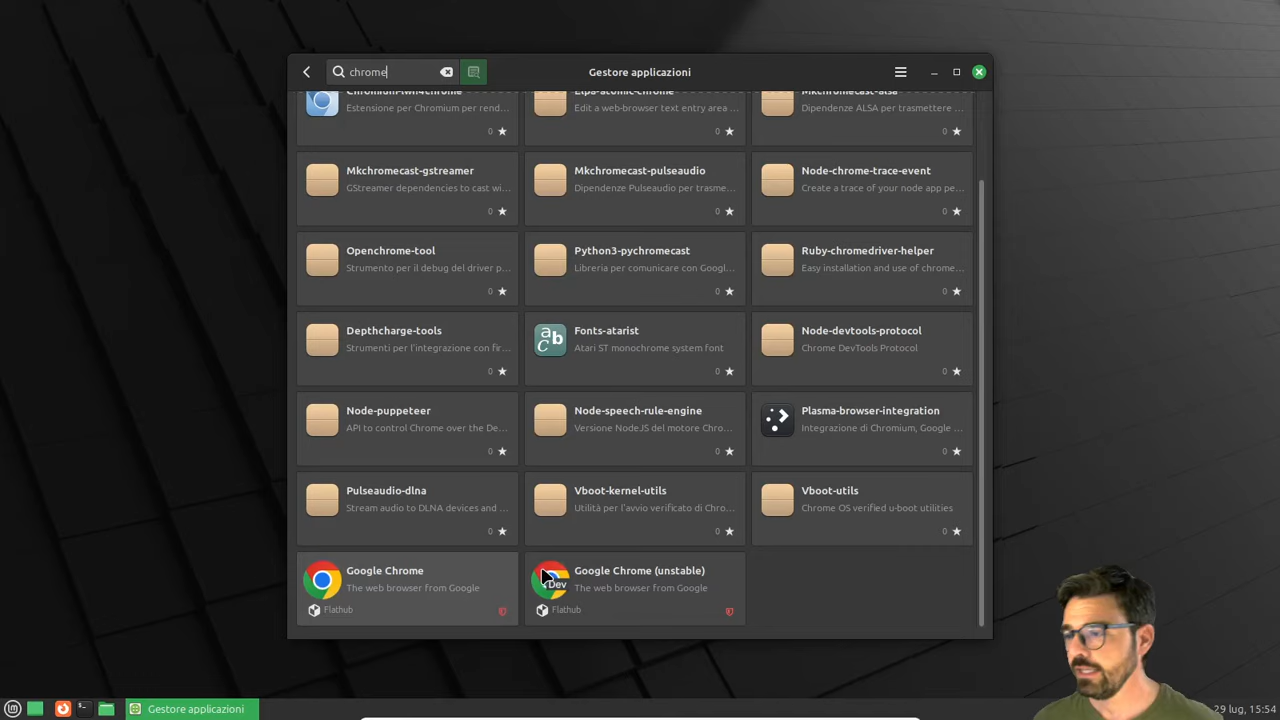 chrome
Gestore applicazioni
Chromium-lwn4chrome
Estensione per Chromium per rend...
0
Elpa-atomic-chrome
Edit a web-browser text entry area ...
0
Mkchromecast-alsa
Dipendenze ALSA per trasmettere ...
0
Mkchromecast-gstreamer
GStreamer dependencies to cast wi...
0
Mkchromecast-pulseaudio
Dipendenze Pulseaudio per trasme...
0
Node-chrome-trace-event
Create a trace of your node app pe...
0
Openchrome-tool
Strumento per il debug del driver p...
0
Python3-pychromecast
Libreria per comunicare con Googl...
0
Ruby-chromedriver-helper
Easy installation and use of chrome...
0
Depthcharge-tools
Strumenti per l'integrazione con fir...
0
abc
Fonts-atarist
Atari ST monochrome system font
0
Node-devtools-protocol
Chrome DevTools Protocol
0
Node-puppeteer
API to control Chrome over the De...
0
Node-speech-rule-engine
Versione NodeJS del motore Chro...
0
Plasma-browser-integration
Integrazione di Chromium, Google ...
0
Pulseaudio-dlna
Stream audio to DLNA devices and ...
0
Vboot-kernel-utils
Utilità per l'avvio verificato di Chro...
0
Vboot-utils
Chrome OS verified u-boot utilities
0
Google Chrome
The web browser from Google
Flathub
Dev
Google Chrome (unstable)
The web browser from Google
Flathub
Gestore applicazioni
29 lug, 15:54